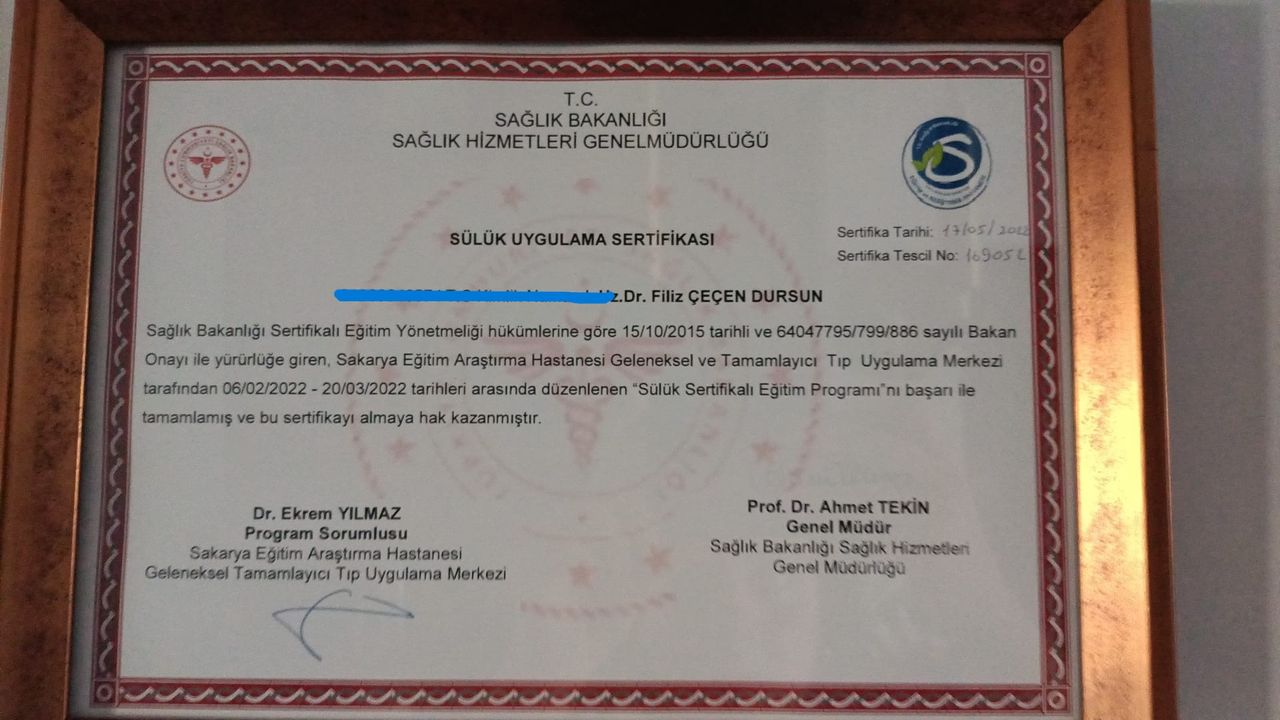 T.C.
SAĞLIK BAKANLIĞI
SAĞLIK HİZMETLERİ GENELMÜDÜRLÜĞÜ
SÜLÜK UYGULAMA SERTİFİKASI
Sertifika Tarihi: 17/05/2022
Sertifika Tescil No: 169052
Uz.Dr. Filiz ÇEÇEN DURSUN
Sağlık Bakanlığı Sertifikalı Eğitim Yönetmeliği hükümlerine göre 15/10/2015 tarihli ve 64047795/799/886 sayılı Bakan
Onayı ile yürürlüğe giren, Sakarya Eğitim Araştırma Hastanesi Geleneksel ve Tamamlayıcı Tıp Uygulama Merkezi
tarafından 06/02/2022 - 20/03/2022 tarihleri arasında düzenlenen “Sülük Sertifikalı Eğitim Programı”nı başarı ile
tamamlamış ve bu sertifikayı almaya hak kazanmıştır.
Dr. Ekrem YILMAZ
Program Sorumlusu
Sakarya Eğitim Araştırma Hastanesi
Geleneksel Tamamlayıcı Tıp Uygulama Merkezi
Prof. Dr. Ahmet TEKİN
Genel Müdür
Sağlık Bakanlığı Sağlık Hizmetleri
Genel Müdürlüğü